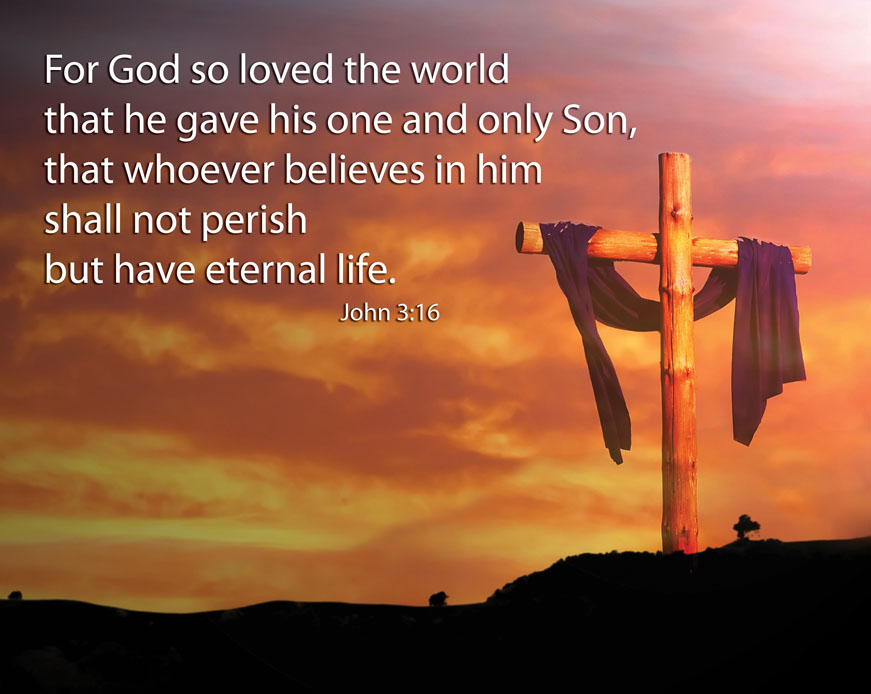 For God so loved the world
that he gave his one and only Son,
that whoever believes in him
shall not perish
but have eternal life.
John 3:16